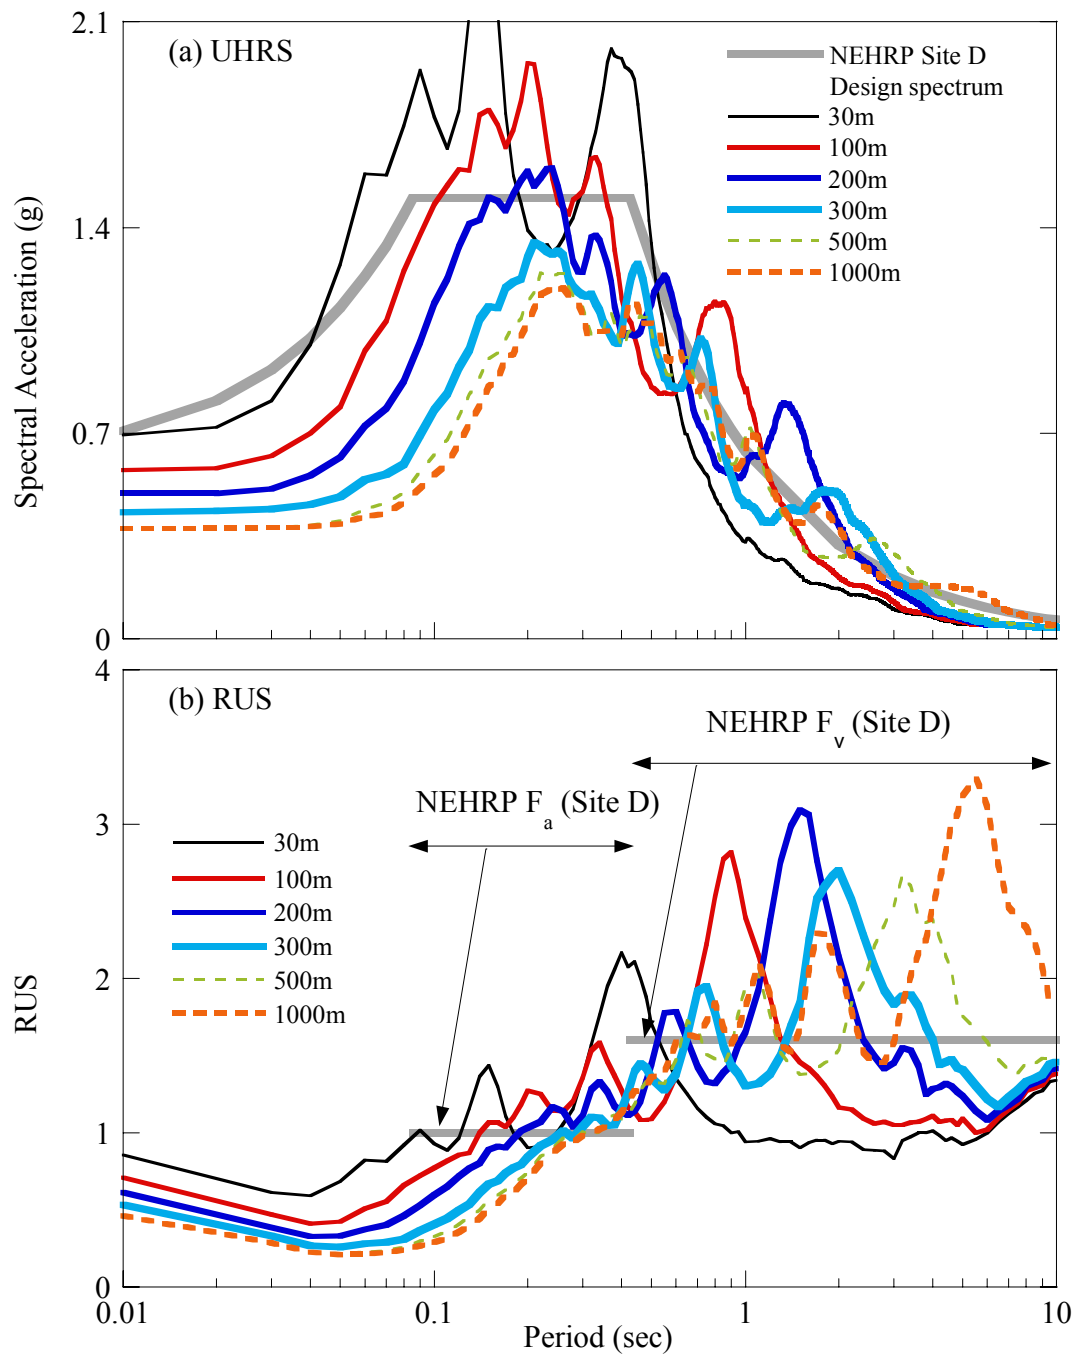 2.1
(a) UHRS
NEHRP Site D
Design spectrum
30m
100m
200m
300m
500m
1000m
1.4
0.7
0
Spectral Acceleration (g)
4
(b) RUS
NEHRP Fv (Site D)
NEHRP Fa (Site D)
3
30m
100m
200m
300m
500m
1000m
2
1
0
RUS
0.01
0.1
1
10
Period (sec)